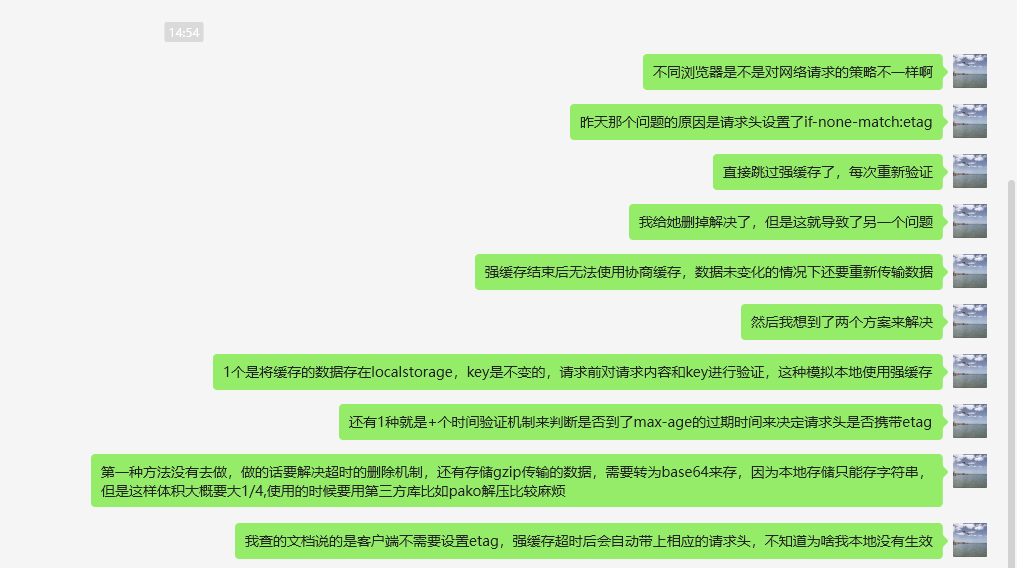 14:54
不同浏览器是不是对网络请求的策略不一样啊
昨天那个问题的原因是请求头设置了if-none-match:etag
直接跳过强缓存了，每次重新验证
我给她删掉解决了，但是这就导致了另一个问题
强缓存结束后无法使用协商缓存，数据未变化的情况下还要重新传输数据
然后我想到了两个方案来解决
1个是将缓存的数据存在localstorage，key是不变的，请求前对请求内容和key进行验证，这种模拟本地使用强缓存
还有1种就是+个时间验证机制来判断是否到了max-age的过期时间来决定请求头是否携带etag
第一种方法没有去做，做的话要解决超时的删除机制，还有存储gzip传输的数据，需要转为base64来存，因为本地存储只能存字符串，
但是这样体积大概要大1/4,使用的时候要用第三方库比如pako解压比较麻烦
我查的文档说的是客户端不需要设置etag，强缓存超时后会自动带上相应的请求头，不知道为啥我本地没有生效